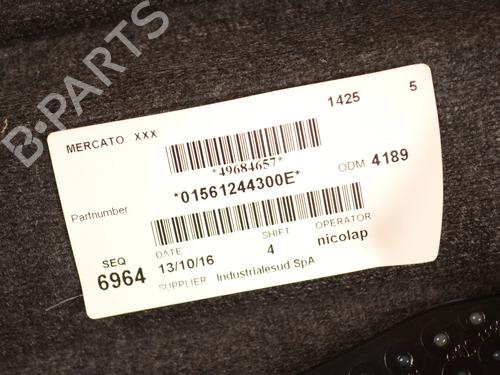 B-PARTS
MERCATO XXX
1425 5
*49684657*
Partnumber *01561244300E* ODM 4189
SEQ DATE SHIFT OPERATOR
6964 13/10/16 4 nicolap
SUPPLIER Industrialesud SpA